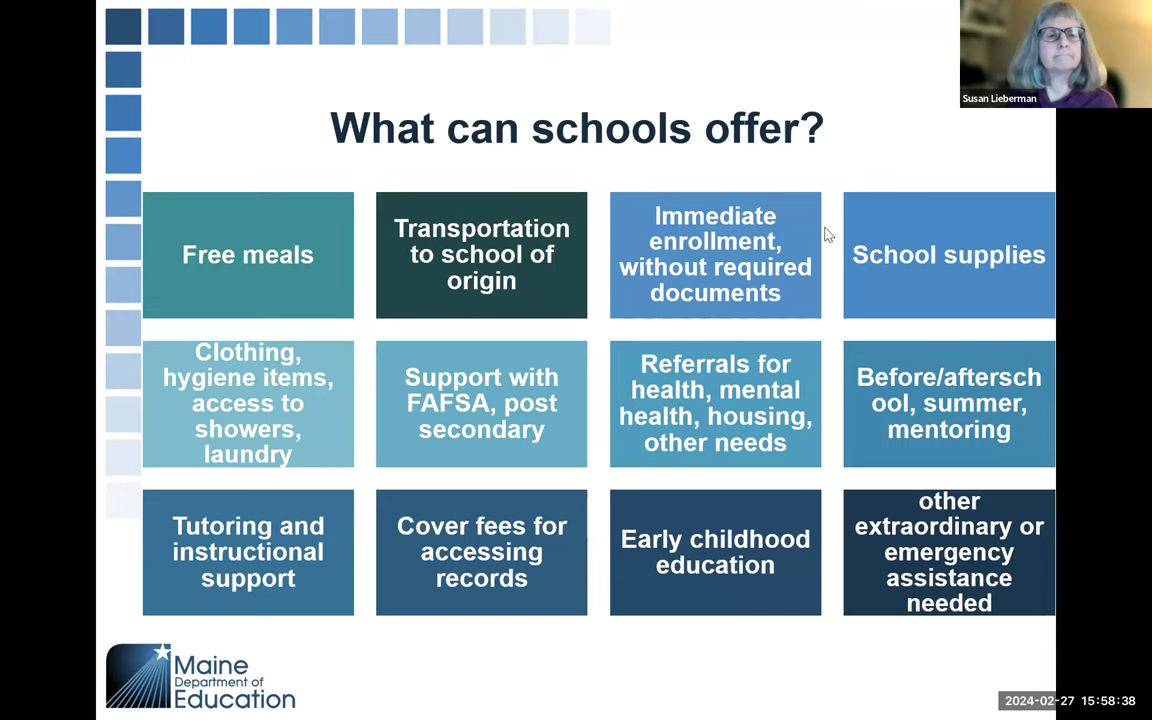 Susan Lieberman
What can schools offer?
Free meals
Transportation
to school of
origin
Immediate
enrollment,
without required
documents
School supplies
Clothing,
hygiene items,
access to
showers,
laundry
Support with
FAFSA, post
secondary
Referrals for
health, mental
health, housing,
other needs
Before/aftersch
ool, summer,
mentoring
Tutoring and
instructional
support
Cover fees for
accessing
records
Early childhood
education
other
extraordinary or
emergency
assistance
needed
Maine
Department of
Education
2024-02-27 15:58:38